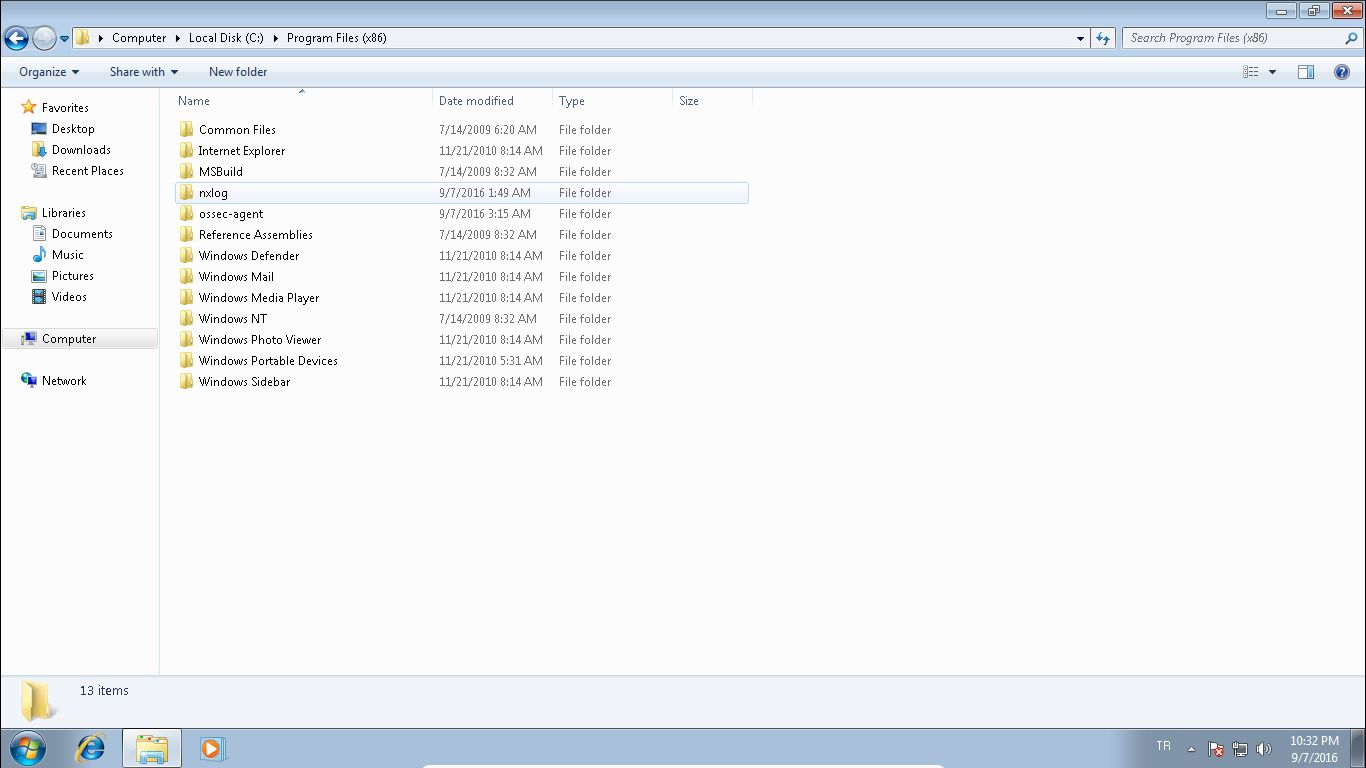 Computer Local Disk (C:) Program Files (x86) Search Program Files (x86)
Organize Share with New folder
Name Date modified Type Size
Favorites
Desktop
Downloads
Recent Places
Libraries
Documents
Music
Pictures
Videos
Computer
Network
Common Files 7/14/2009 6:20 AM File folder
Internet Explorer 11/21/2010 8:14 AM File folder
MSBuild 7/14/2009 8:32 AM File folder
nxlog 9/7/2016 1:49 AM File folder
ossec-agent 9/7/2016 3:15 AM File folder
Reference Assemblies 7/14/2009 8:32 AM File folder
Windows Defender 11/21/2010 8:14 AM File folder
Windows Mail 11/21/2010 8:14 AM File folder
Windows Media Player 11/21/2010 8:14 AM File folder
Windows NT 7/14/2009 8:32 AM File folder
Windows Photo Viewer 11/21/2010 8:14 AM File folder
Windows Portable Devices 11/21/2010 5:31 AM File folder
Windows Sidebar 11/21/2010 8:14 AM File folder
13 items
TR
10:32 PM
9/7/2016